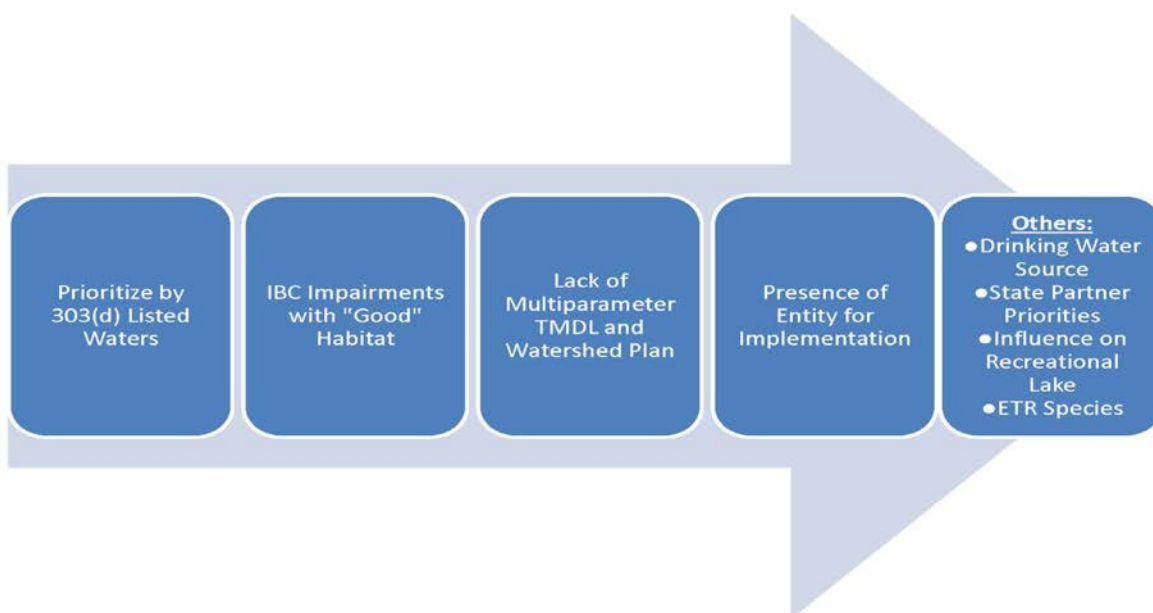 Prioritize by
303(d) Listed
Waters
IBC Impairments
with "Good"
Habitat
Lack of
Multiparameter
TMDL and
Watershed Plan
Presence of
Entity for
Implementation
Others:
●Drinking Water
Source
●State Partner
Priorities
●Influence on
Recreational
Lake
●ETR Species